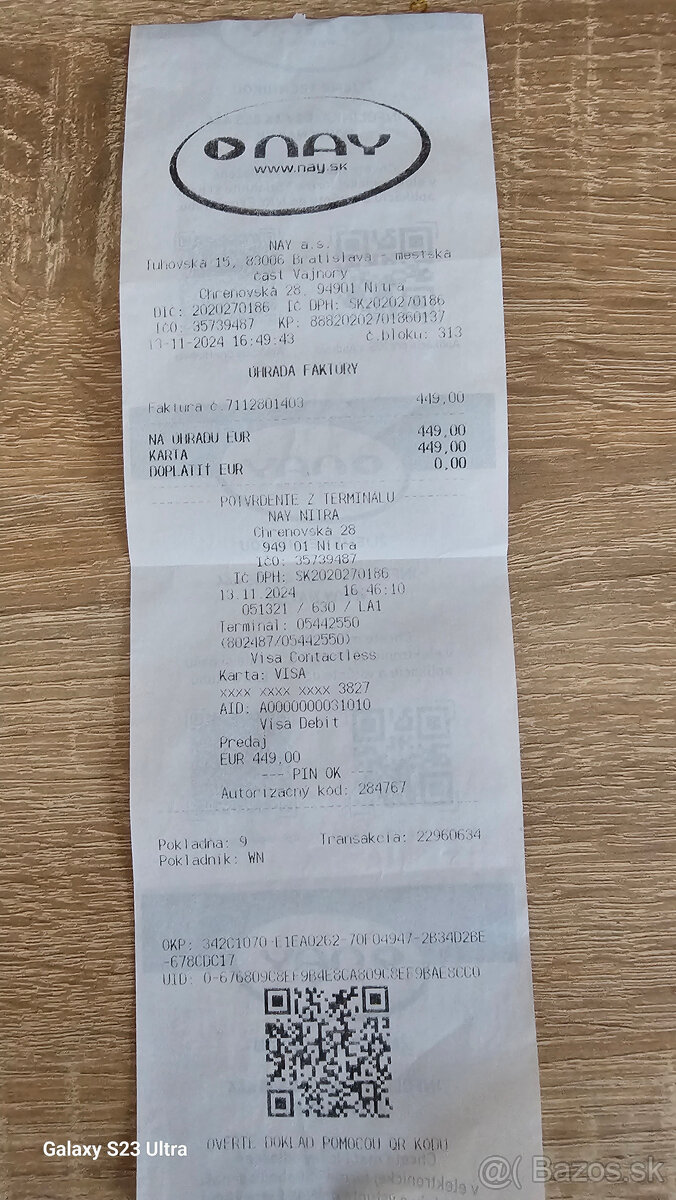 NAY
www.nay.sk
NAY a.s.
Tuhovská 15, 83006 Bratislava - mestská
časť Vajnory
Chrenovská 28, 94901 Nitra
DIČ: 2020270186 IČ DPH: SK2020270186
IČO: 35739487 KP: 88820202701860137
13-11-2024 16:49:43 č.bloku: 313
ÚHRADA FAKTÚRY
Faktúra č.7112801403 449,00
NA ÚHRADU EUR 449,00
KARTA 449,00
DOPLATIŤ EUR 0,00
POTVRDENIE Z TERMINÁLU
NAY NITRA
Chrenovská 28
949 01 Nitra
IČO: 35739487
IČ DPH: SK2020270186
13.11.2024 16:46:10
051321 / 630 / LA1
Terminál: 05442550
(802487/05442550)
Visa Contactless
Karta: VISA
xxxx xxxx xxxx 3827
AID: A0000000031010
Visa Debit
Predaj
EUR 449,00
--- PIN OK ---
Autorizačný kód: 284767
Pokladňa: 9 Transakcia: 22960634
Pokladník: WN
OKP: 342C1070-E1EA0262-70F04947-2B34D2BE
-678CDC17
UID: O-676809C8EF9B4E8CA809C8EF9BAE8CC0
OVERTE DOKLAD POMOCOU QR KÓDU
Galaxy S23 Ultra
@ Bazos.sk